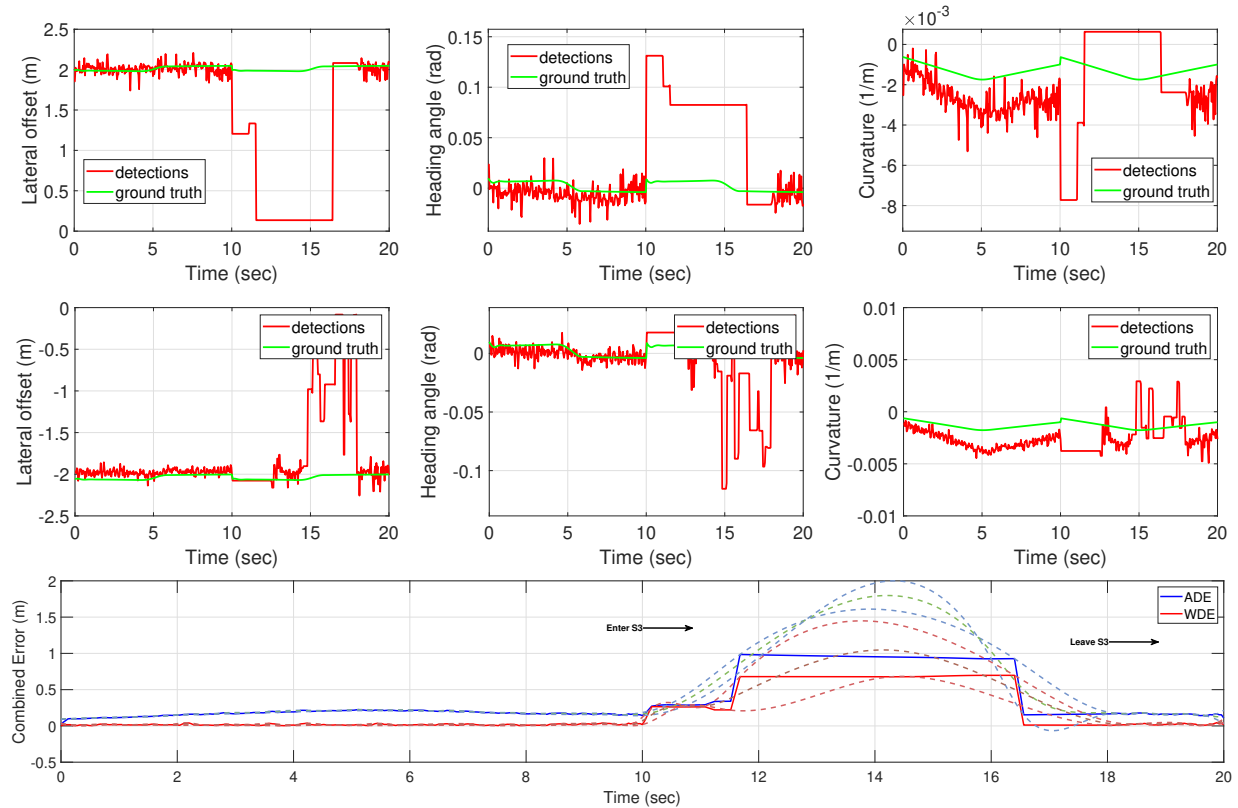 2.5
2
1.5
1
0.5
0
Lateral offset (m)
detections
ground truth
0 5 10 15 20
Time (sec)
0.15
0.1
0.05
0
Heading angle (rad)
detections
ground truth
0 5 10 15 20
Time (sec)
×10⁻³
0
-2
-4
-6
-8
Curvature (1/m)
detections
ground truth
0 5 10 15 20
Time (sec)
0
-0.5
-1
-1.5
-2
-2.5
Lateral offset (m)
detections
ground truth
0 5 10 15 20
Time (sec)
0
-0.05
-0.1
Heading angle (rad)
detections
ground truth
0 5 10 15 20
Time (sec)
0.01
0.005
0
-0.005
-0.01
Curvature (1/m)
detections
ground truth
0 5 10 15 20
Time (sec)
2
1.5
1
0.5
0
-0.5
Combined Error (m)
ADE
WDE
Enter S3
Leave S3
0 2 4 6 8 10 12 14 16 18 20
Time (sec)